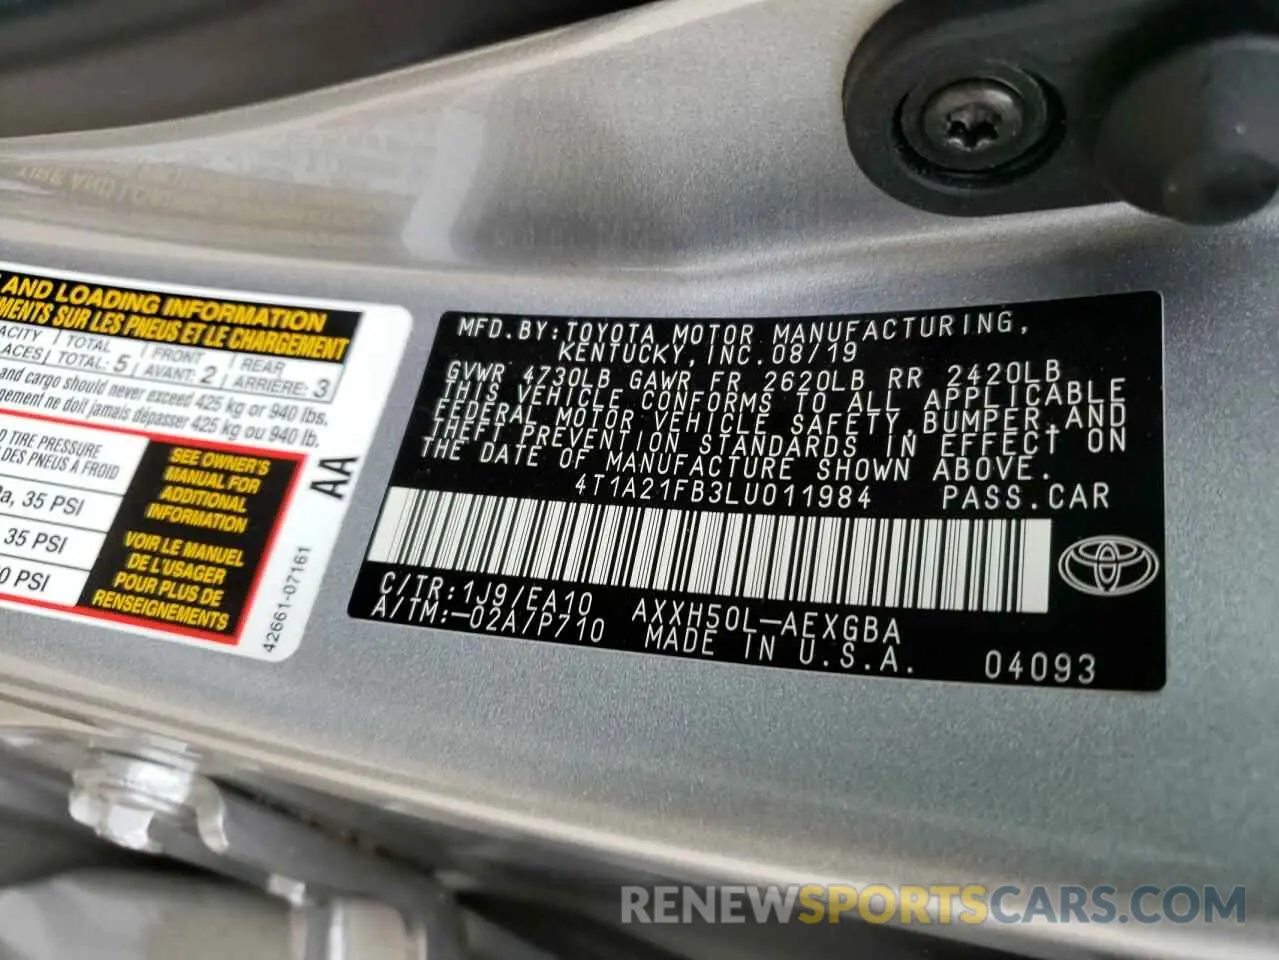 AND LOADING INFORMATION
MENTS SUR LES PNEUS ET LE CHARGEMENT
TOTAL FRONT REAR
TOTAL: 5 AVANT: 2 ARRIÈRE: 3
and cargo should never exceed 425 kg or 940 lbs.
gement ne doit jamais dépasser 425 kg ou 940 lb.
TIRE PRESSURE
DES PNEUS À FROID
35 PSI
35 PSI
PSI
SEE OWNER'S
MANUAL FOR
ADDITIONAL
INFORMATION
VOIR LE MANUEL
DE L'USAGER
POUR PLUS DE
RENSEIGNEMENTS
AA
42661-07161
MFD.BY:TOYOTA MOTOR MANUFACTURING,
KENTUCKY,INC.08/19
GVWR 4730LB GAWR FR 2620LB RR 2420LB
THIS VEHICLE CONFORMS TO ALL APPLICABLE
FEDERAL MOTOR VEHICLE SAFETY,BUMPER,AND
THEFT PREVENTION STANDARDS IN EFFECT ON
THE DATE OF MANUFACTURE SHOWN ABOVE.
4T1A21FB3LU011984 PASS.CAR
C/TR:1J9/EA10 AXXH50L-AEXGBA
A/TM:-02A/P710 MADE IN U.S.A. 04093
RENEWSPORTSCARS.COM